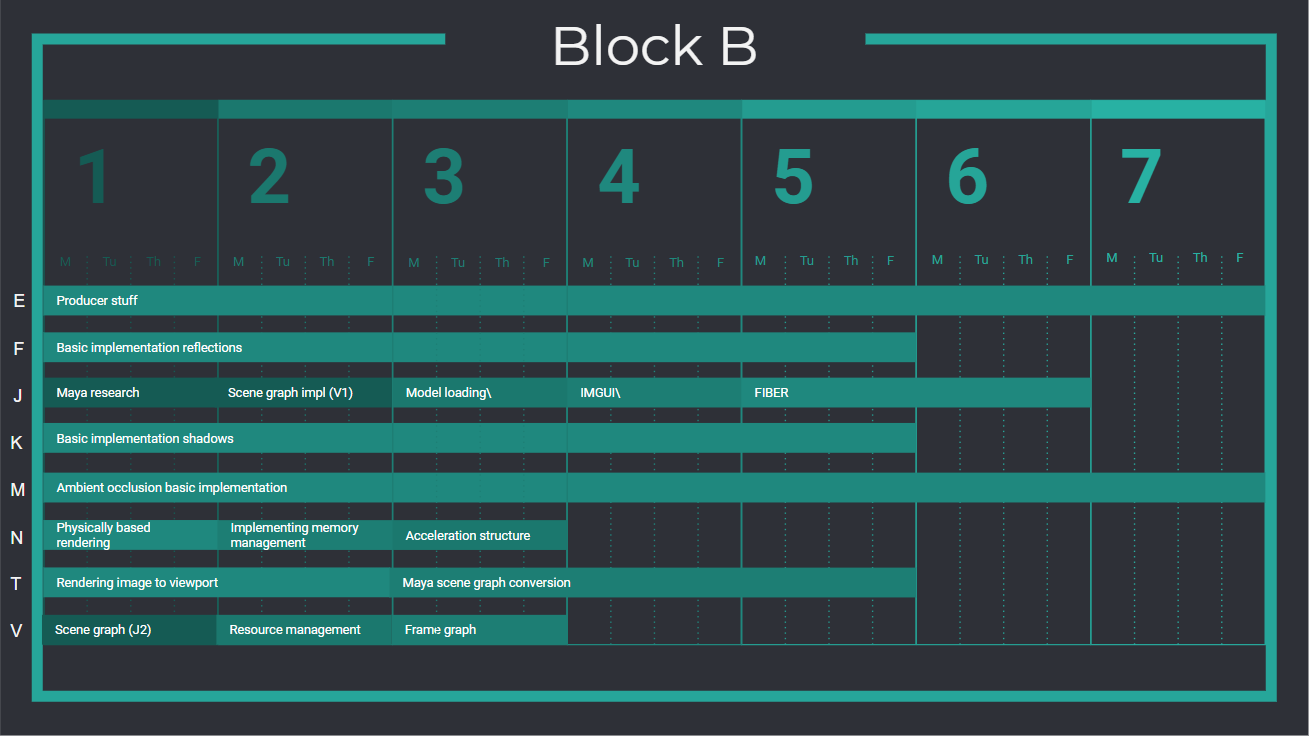 Block B
1 2 3 4 5 6 7
M Tu Th F M Tu Th F M Tu Th F M Tu Th F M Tu Th F M Tu Th F M Tu Th F
E Producer stuff
F Basic implementation reflections
J Maya research Scene graph impl (V1) Model loading\ IMGUI\ FIBER
K Basic implementation shadows
M Ambient occlusion basic implementation
N Physically based Implementing memory Acceleration structure
rendering management
T Rendering image to viewport Maya scene graph conversion
V Scene graph (J2) Resource management Frame graph